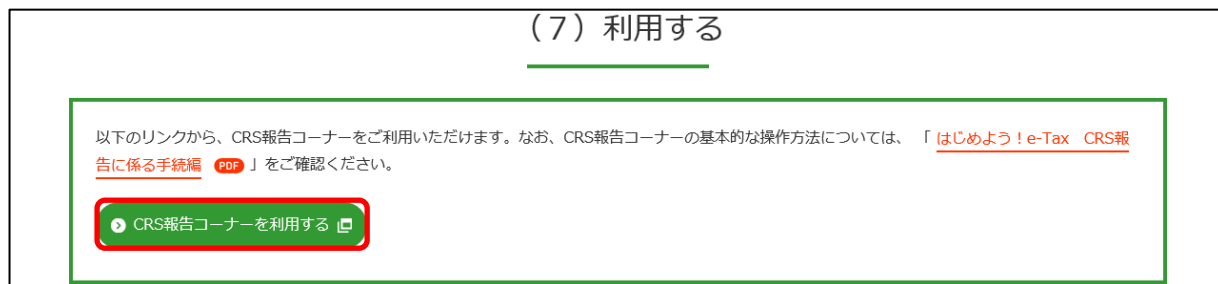 （7）利用する
以下のリンクから、CRS報告コーナーをご利用いただけます。なお、CRS報告コーナーの基本的な操作方法については、 「 はじめよう！e-Tax　CRS報
告に係る手続編 PDF 」をご確認ください。
CRS報告コーナーを利用する